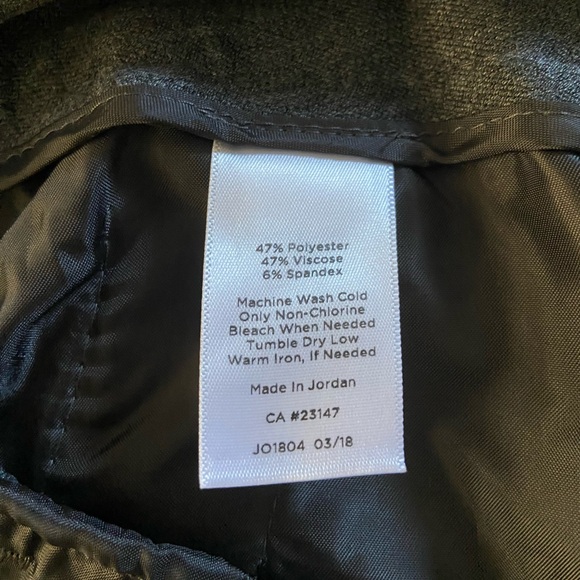 47% Polyester
47% Viscose
6% Spandex
Machine Wash Cold
Only Non-Chlorine
Bleach When Needed
Tumble Dry Low
Warm Iron, If Needed
Made In Jordan
CA #23147
JO1804 03/18